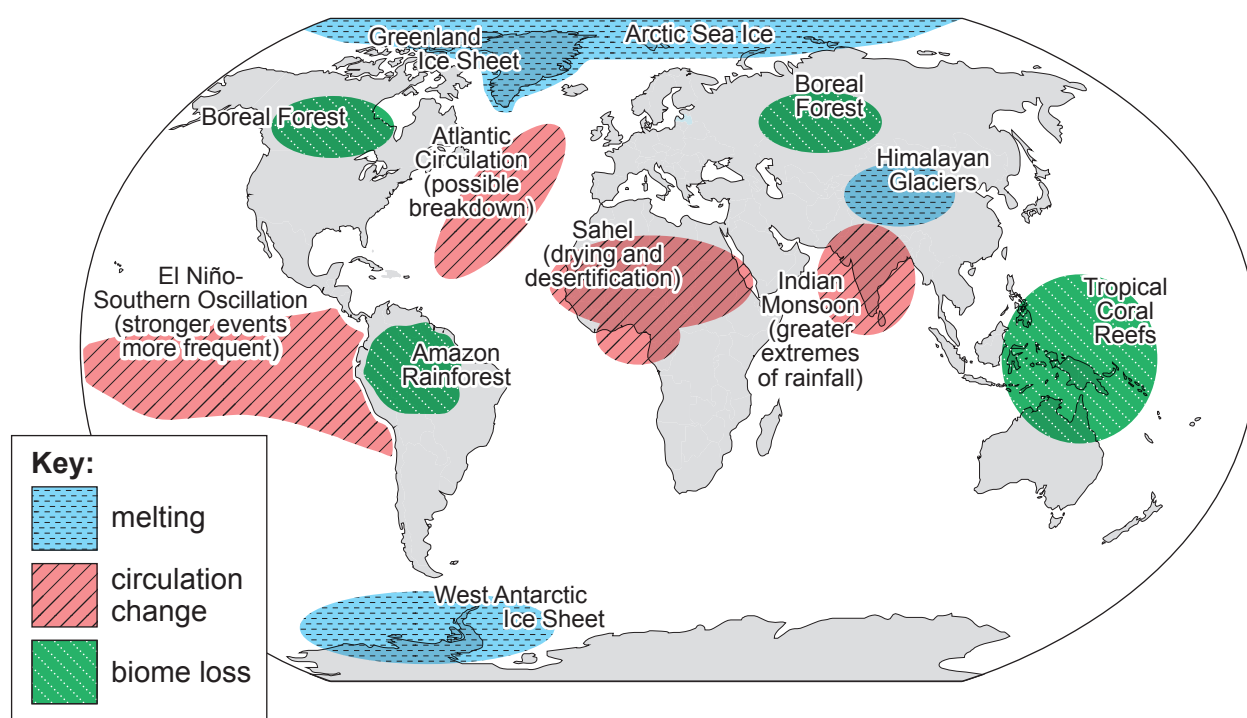 Greenland
Ice Sheet
Arctic Sea Ice
Boreal Forest
Boreal
Forest
Atlantic
Circulation
(possible
breakdown)
Himalayan
Glaciers
Sahel
(drying and
desertification)
El Niño-
Southern Oscillation
(stronger events
more frequent)
Indian
Monsoon
(greater
extremes
of rainfall)
Tropical
Coral
Reefs
Amazon
Rainforest
Key:
melting
circulation
change
biome loss
West Antarctic
Ice Sheet